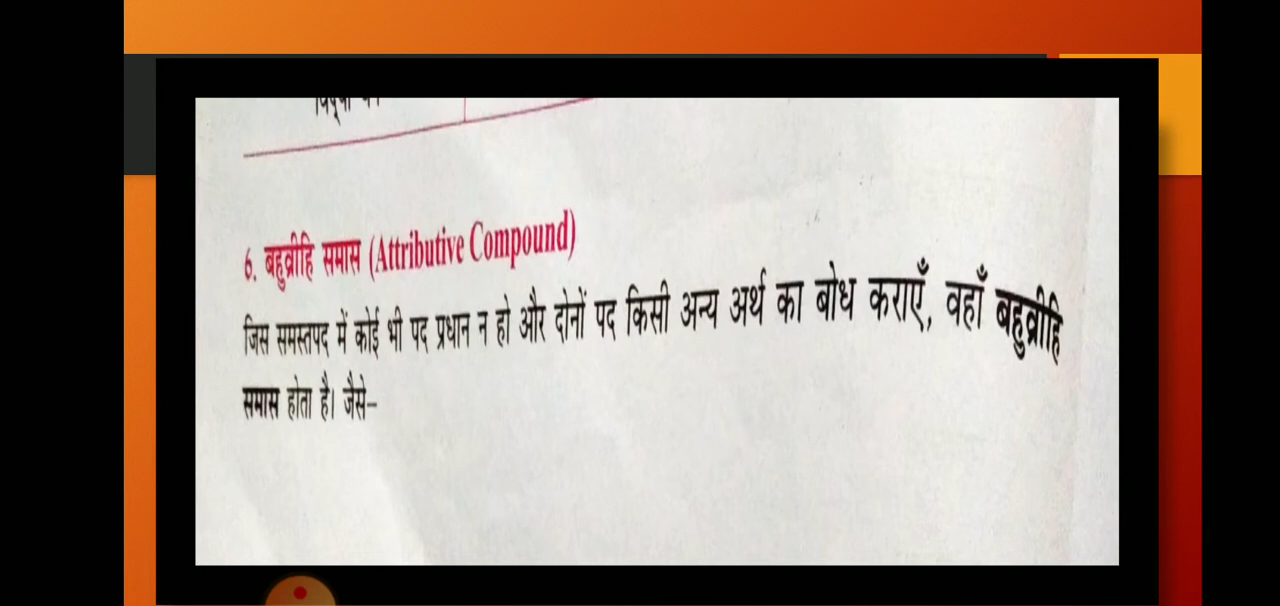 6. बहुव्रीहि समास (Attributive Compound)
जिस समस्तपद में कोई भी पद प्रधान न हो और दोनों पद किसी अन्य अर्थ का बोध कराएँ, वहाँ बहुव्रीहि
समास होता है। जैसे–